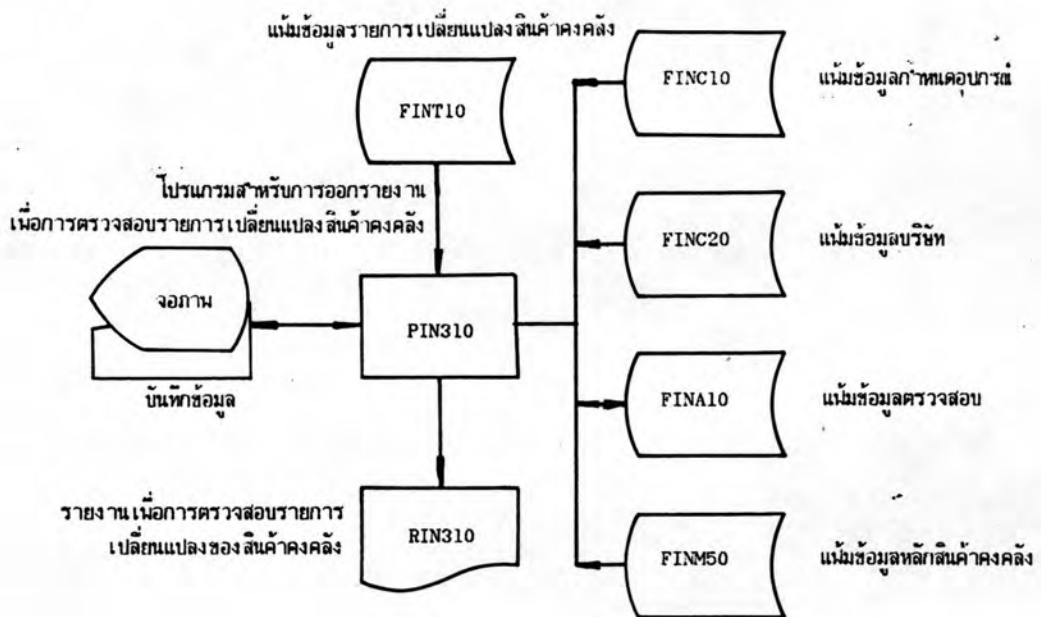 แฟ้มข้อมูลรายการเปลี่ยนแปลงสินค้าคงคลัง
FINT10
FINC10
แฟ้มข้อมูลกำหนดอุปกรณ์
โปรแกรมสำหรับการออกรายงาน
เพื่อการตรวจสอบรายการเปลี่ยนแปลงสินค้าคงคลัง
FINC20
แฟ้มข้อมูลบริษัท
จอภาพ
บันทึกข้อมูล
PIN310
FINA10
แฟ้มข้อมูลตรวจสอบ
รายงานเพื่อการตรวจสอบรายการ
เปลี่ยนแปลงของสินค้าคงคลัง
RIN310
FINM50
แฟ้มข้อมูลหลักสินค้าคงคลัง